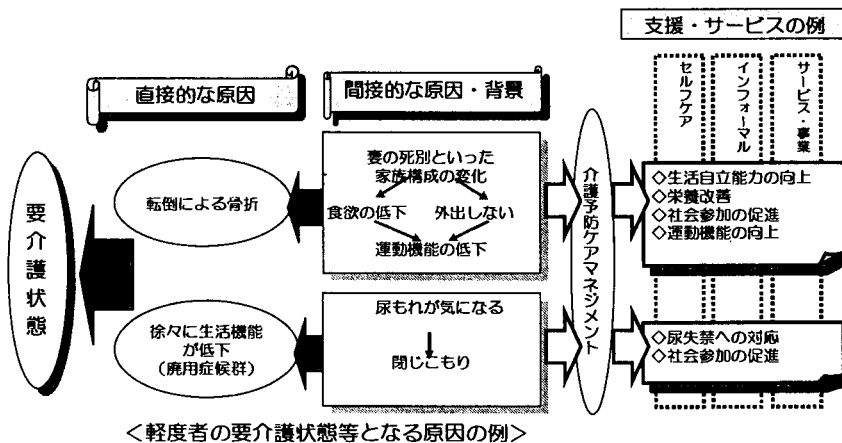 支援・サービスの例
直接的な原因
間接的な原因・背景
セルフケア
インフォーマル
サービス・事業
要介護状態
転倒による骨折
妻の死別といった
家族構成の変化
食欲の低下
外出しない
運動機能の低下
介護予防ケアマネジメント
◇生活自立能力の向上
◇栄養改善
◇社会参加の促進
◇運動機能の向上
徐々に生活機能
が低下
（廃用症候群）
尿もれが気になる
閉じこもり
◇尿失禁への対応
◇社会参加の促進
＜軽度者の要介護状態等となる原因の例＞